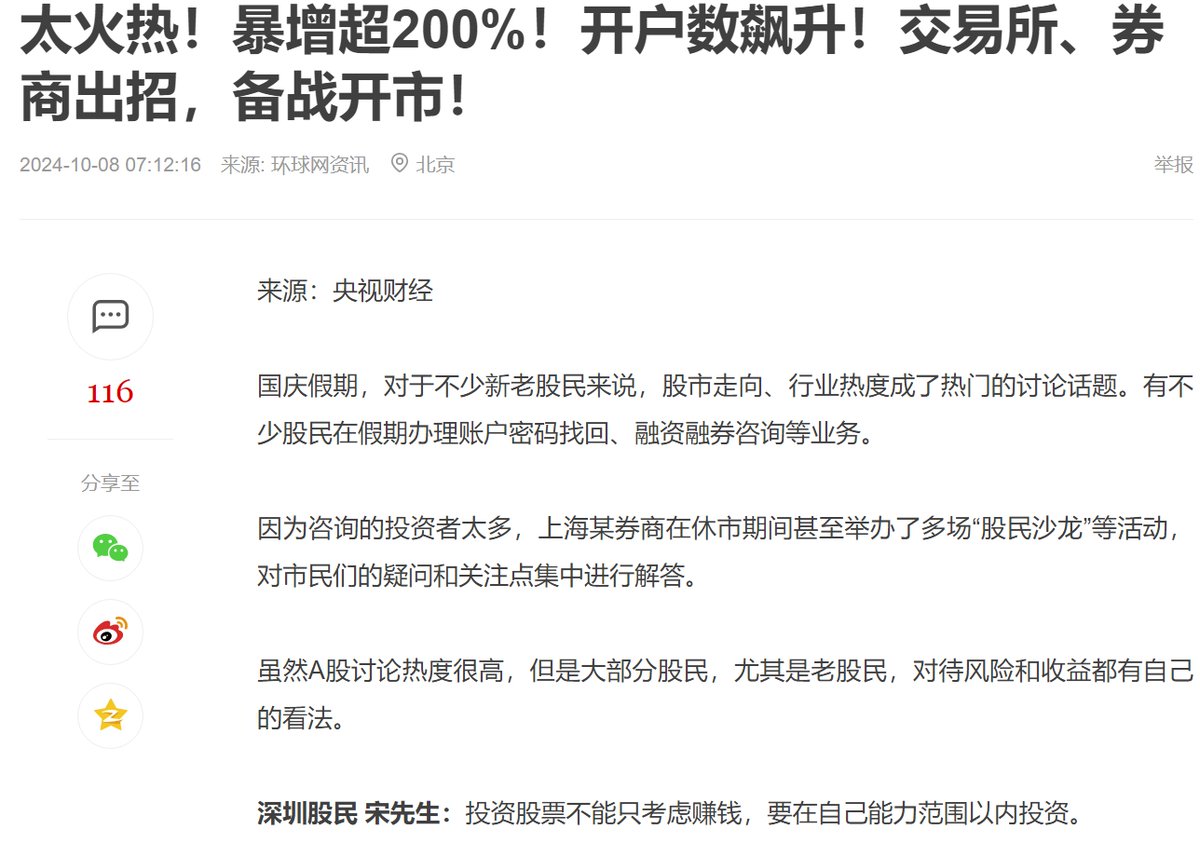 太火热！暴增超200%！开户数飙升！交易所、券
商出招，备战开市！
2024-10-08 07:12:16 来源: 环球网资讯 北京 举报
来源：央视财经
116
国庆假期，对于不少新老股民来说，股市走向、行业热度成了热门的讨论话题。有不
少股民在假期办理账户密码找回、融资融券咨询等业务。
分享至
因为咨询的投资者太多，上海某券商在休市期间甚至举办了多场“股民沙龙”等活动，
对市民们的疑问和关注点集中进行解答。
虽然A股讨论热度很高，但是大部分股民，尤其是老股民，对待风险和收益都有自己
的看法。
深圳股民 宋先生：投资股票不能只考虑赚钱，要在自己能力范围以内投资。